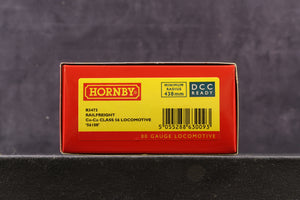 HORNBY
MINIMUM
RADIUS
438mm
DCC
READY
R3473
RAILFREIGHT
Co-Co CLASS 56 LOCOMOTIVE
'56108'
5 055288 630093
00 GAUGE LOCOMOTIVE